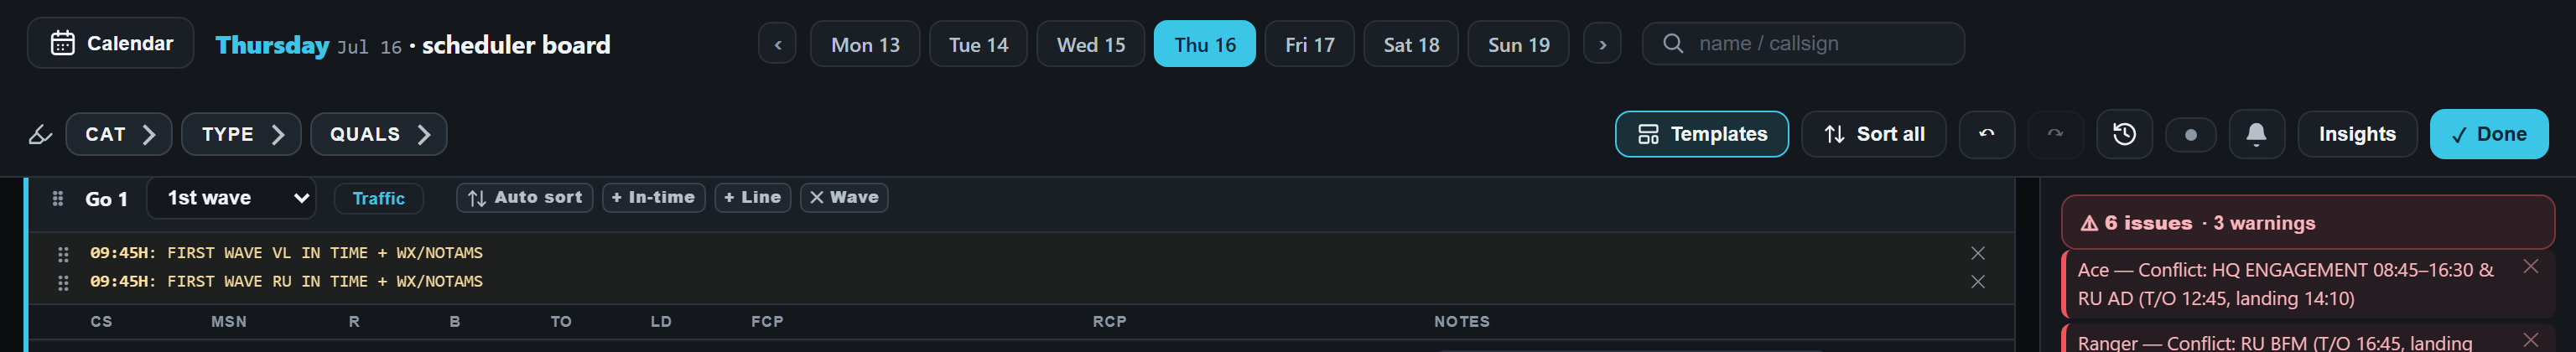 Calendar Thursday Jul 16 · scheduler board ‹ Mon 13 Tue 14 Wed 15 Thu 16 Fri 17 Sat 18 Sun 19 › name / callsign
CAT TYPE QUALS Templates Sort all Insights ✓ Done
Go 1 1st wave Traffic Auto sort + In-time + Line × Wave
⚠ 6 issues · 3 warnings
09:45H: FIRST WAVE VL IN TIME + WX/NOTAMS
09:45H: FIRST WAVE RU IN TIME + WX/NOTAMS
CS MSN R B TO LD FCP RCP NOTES
Ace — Conflict: HQ ENGAGEMENT 08:45–16:30 &
RU AD (T/O 12:45, landing 14:10)
Ranger — Conflict: RU BFM (T/O 16:45, landing